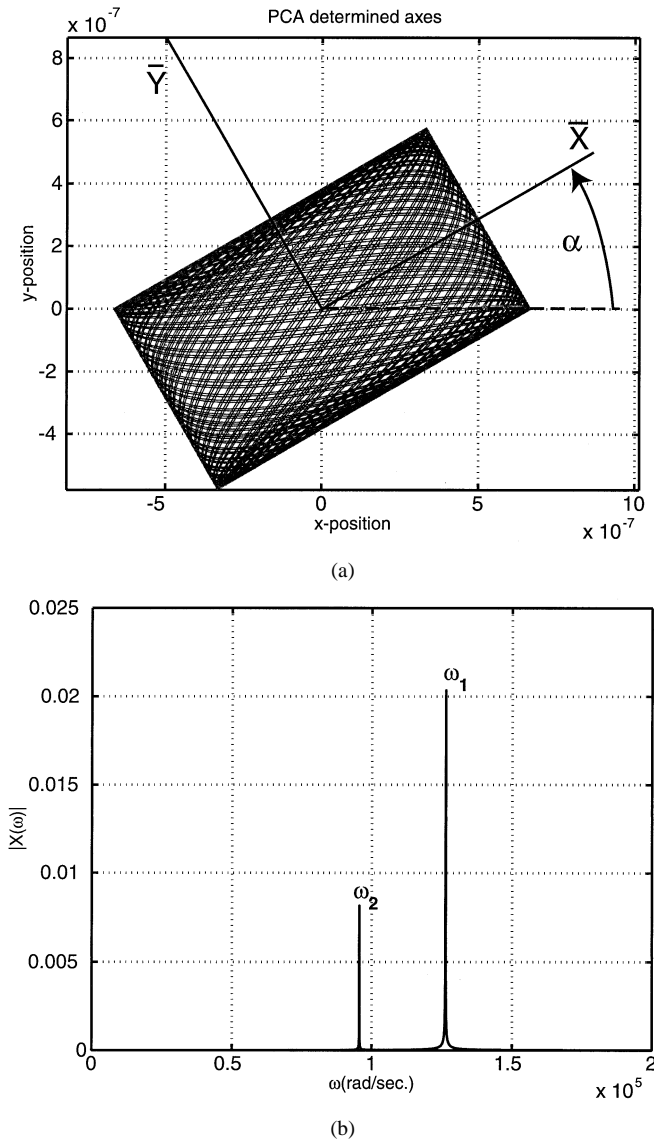 x 10⁻⁷
PCA determined axes
8
6
4
2
0
-2
-4
y-position
Y̅
X̅
α
-5
0
5
10
x-position
x 10⁻⁷
(a)
0.025
0.02
0.015
0.01
0.005
0
|X(ω)|
ω₁
ω₂
0
0.5
1
1.5
2
ω(rad/sec.)
x 10⁵
(b)